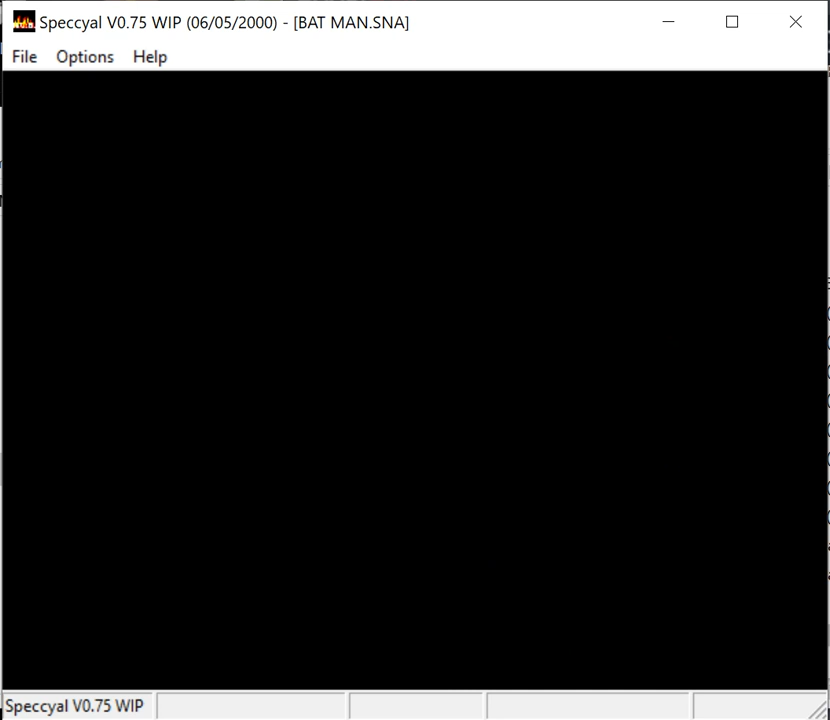 Speccyal V0.75 WIP (06/05/2000) - [BAT MAN.SNA]
File Options Help
Speccyal V0.75 WIP